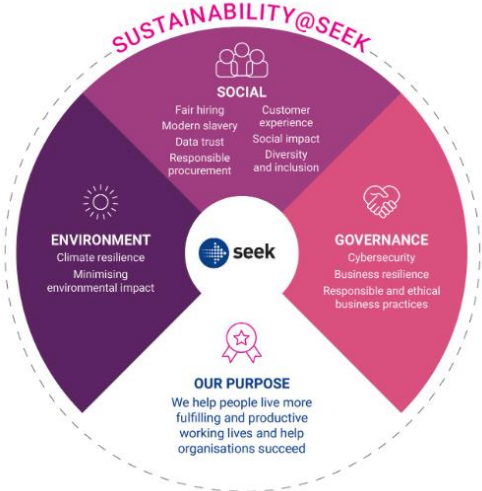 SUSTAINABILITY@SEEK
SOCIAL
Fair hiring
Modern slavery
Data trust
Responsible
procurement
Customer
experience
Social impact
Diversity
and inclusion
ENVIRONMENT
Climate resilience
Minimising
environmental impact
seek
GOVERNANCE
Cybersecurity
Business resilience
Responsible and ethical
business practices
OUR PURPOSE
We help people live more
fulfilling and productive
working lives and help
organisations succeed